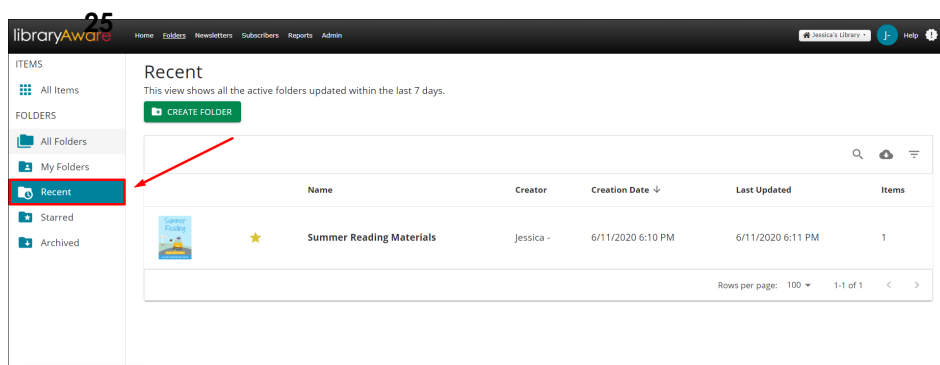 25
libraryAware
Home Folders Newsletters Subscribers Reports Admin
Jessica's Library
J-
Help
ITEMS
All Items
FOLDERS
All Folders
My Folders
Recent
Starred
Archived
Recent
This view shows all the active folders updated within the last 7 days.
CREATE FOLDER
Name Creator Creation Date Last Updated Items
Summer
Reading
Summer Reading Materials Jessica - 6/11/2020 6:10 PM 6/11/2020 6:11 PM 1
Rows per page: 100 1-1 of 1